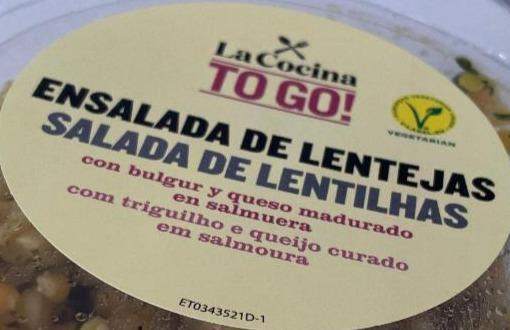 La Cocina
TO GO!
VEGETARIAN
ENSALADA DE LENTEJAS
SALADA DE LENTILHAS
con bulgur y queso madurado
en salmuera
com triguilho e queijo curado
em salmoura
ET0343521D-1